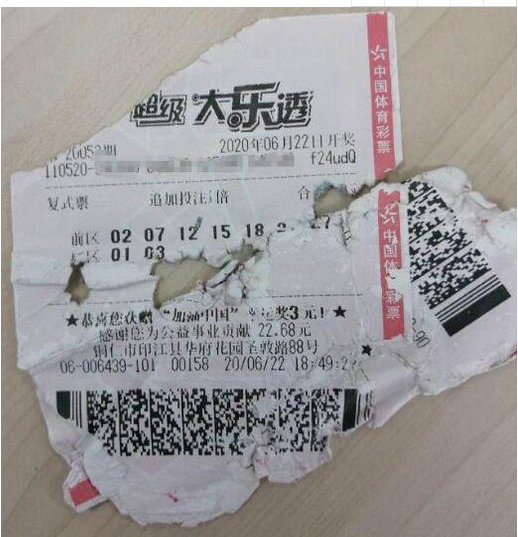 超级大乐透
中国体育彩票
20053期 2020年06月22日开奖
110520- f24udQ
复式票 追加投注1倍 合
前区 02 07 12 15 18 27
区 01 03
中国体彩票
★恭喜您获赠“加油中国”幸运奖3元!★
感谢您为公益事业贡献 22.68元
铜仁市印江县华府花园圣敦路88号
06-006439-101 00158 20/06/22 18:49:2